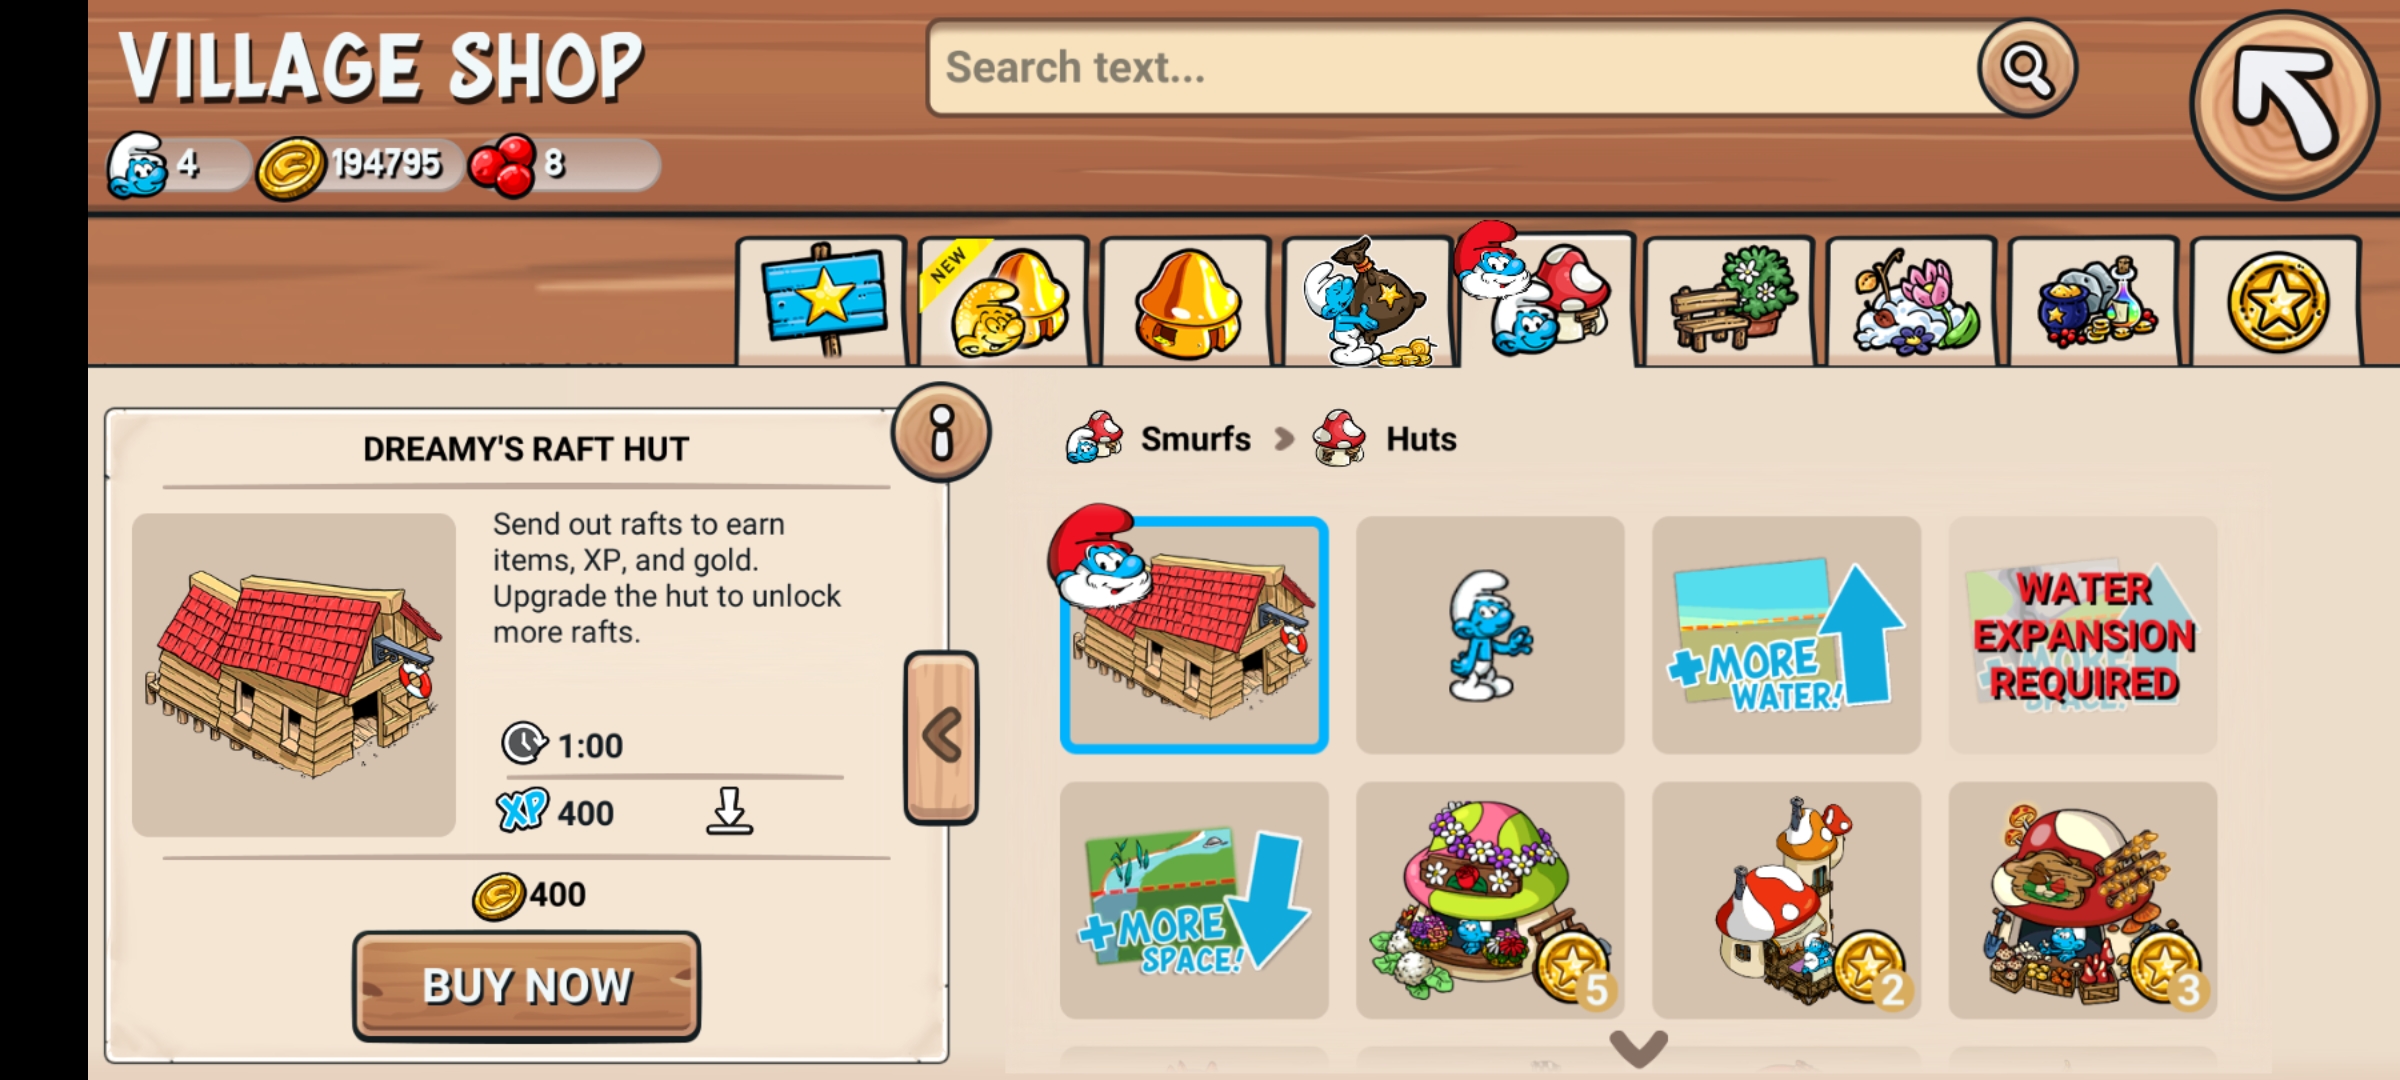 VILLAGE SHOP
Search text...
4
194795
8
NEW
DREAMY'S RAFT HUT
Send out rafts to earn
items, XP, and gold.
Upgrade the hut to unlock
more rafts.
1:00
XP 400
400
BUY NOW
Smurfs
Huts
+MORE
WATER!
WATER
EXPANSION
REQUIRED
+MORE
SPACE!
5
2
3